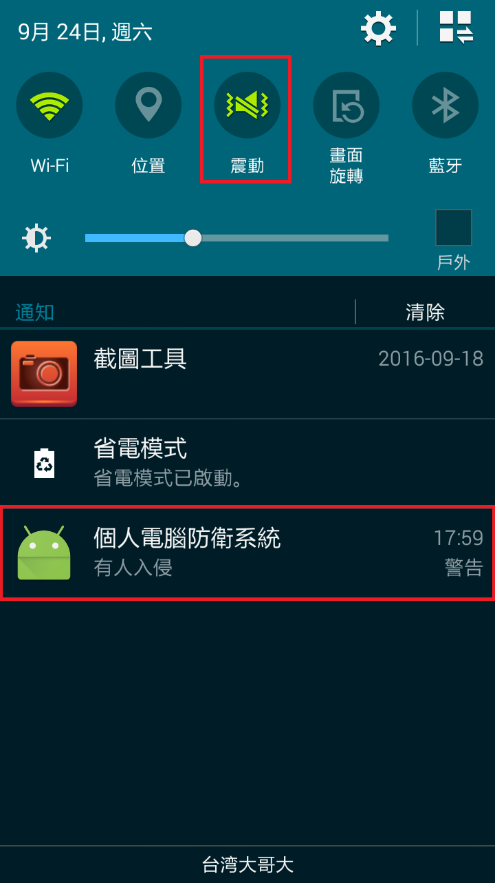 9月 24日, 週六
Wi-Fi
位置
震動
畫面
旋轉
藍牙
戶外
通知
清除
截圖工具
2016-09-18
省電模式
省電模式已啟動。
個人電腦防衛系統
17:59
有人入侵
警告
台湾大哥大